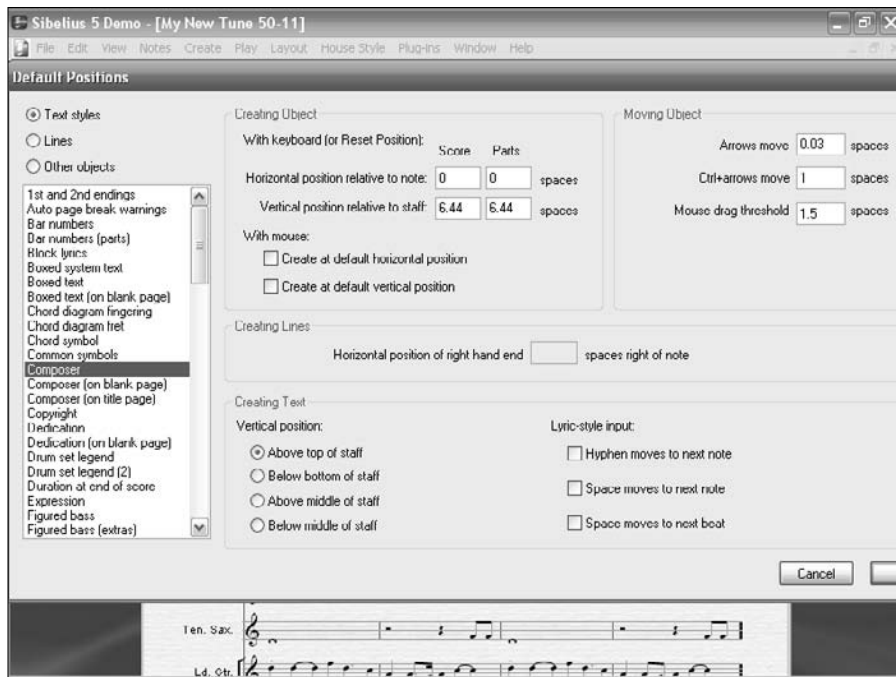 Sibelius 5 Demo - [My New Tune 50-11]
File Edit View Notes Create Play Layout House Style Plug-Ins Window Help
Default Positions
Text styles
Lines
Other objects
1st and 2nd endings
Auto page break warnings
Bar numbers
Bar numbers (parts)
Block lyrics
Boxed system text
Boxed text
Boxed text (on blank page)
Chord diagram fingering
Chord diagram fret
Chord symbol
Common symbols
Composer
Composer (on blank page)
Composer (on title page)
Copyright
Dedication
Dedication (on blank page)
Drum set legend
Drum set legend (2)
Duration at end of score
Expression
Figured bass
Figured bass (extras)
Creating Object
With keyboard (or Reset Position):
Score Parts
Horizontal position relative to note: 0 0 spaces
Vertical position relative to staff: 6.44 6.44 spaces
With mouse:
Create at default horizontal position
Create at default vertical position
Moving Object
Arrows move 0.03 spaces
Ctrl+arrows move 1 spaces
Mouse drag threshold 1.5 spaces
Creating Lines
Horizontal position of right hand end spaces right of note
Creating Text
Vertical position:
Above top of staff
Below bottom of staff
Above middle of staff
Below middle of staff
Lyric-style input:
Hyphen moves to next note
Space moves to next note
Space moves to next beat
Cancel
Ten. Sax.
Ld. Gtr.